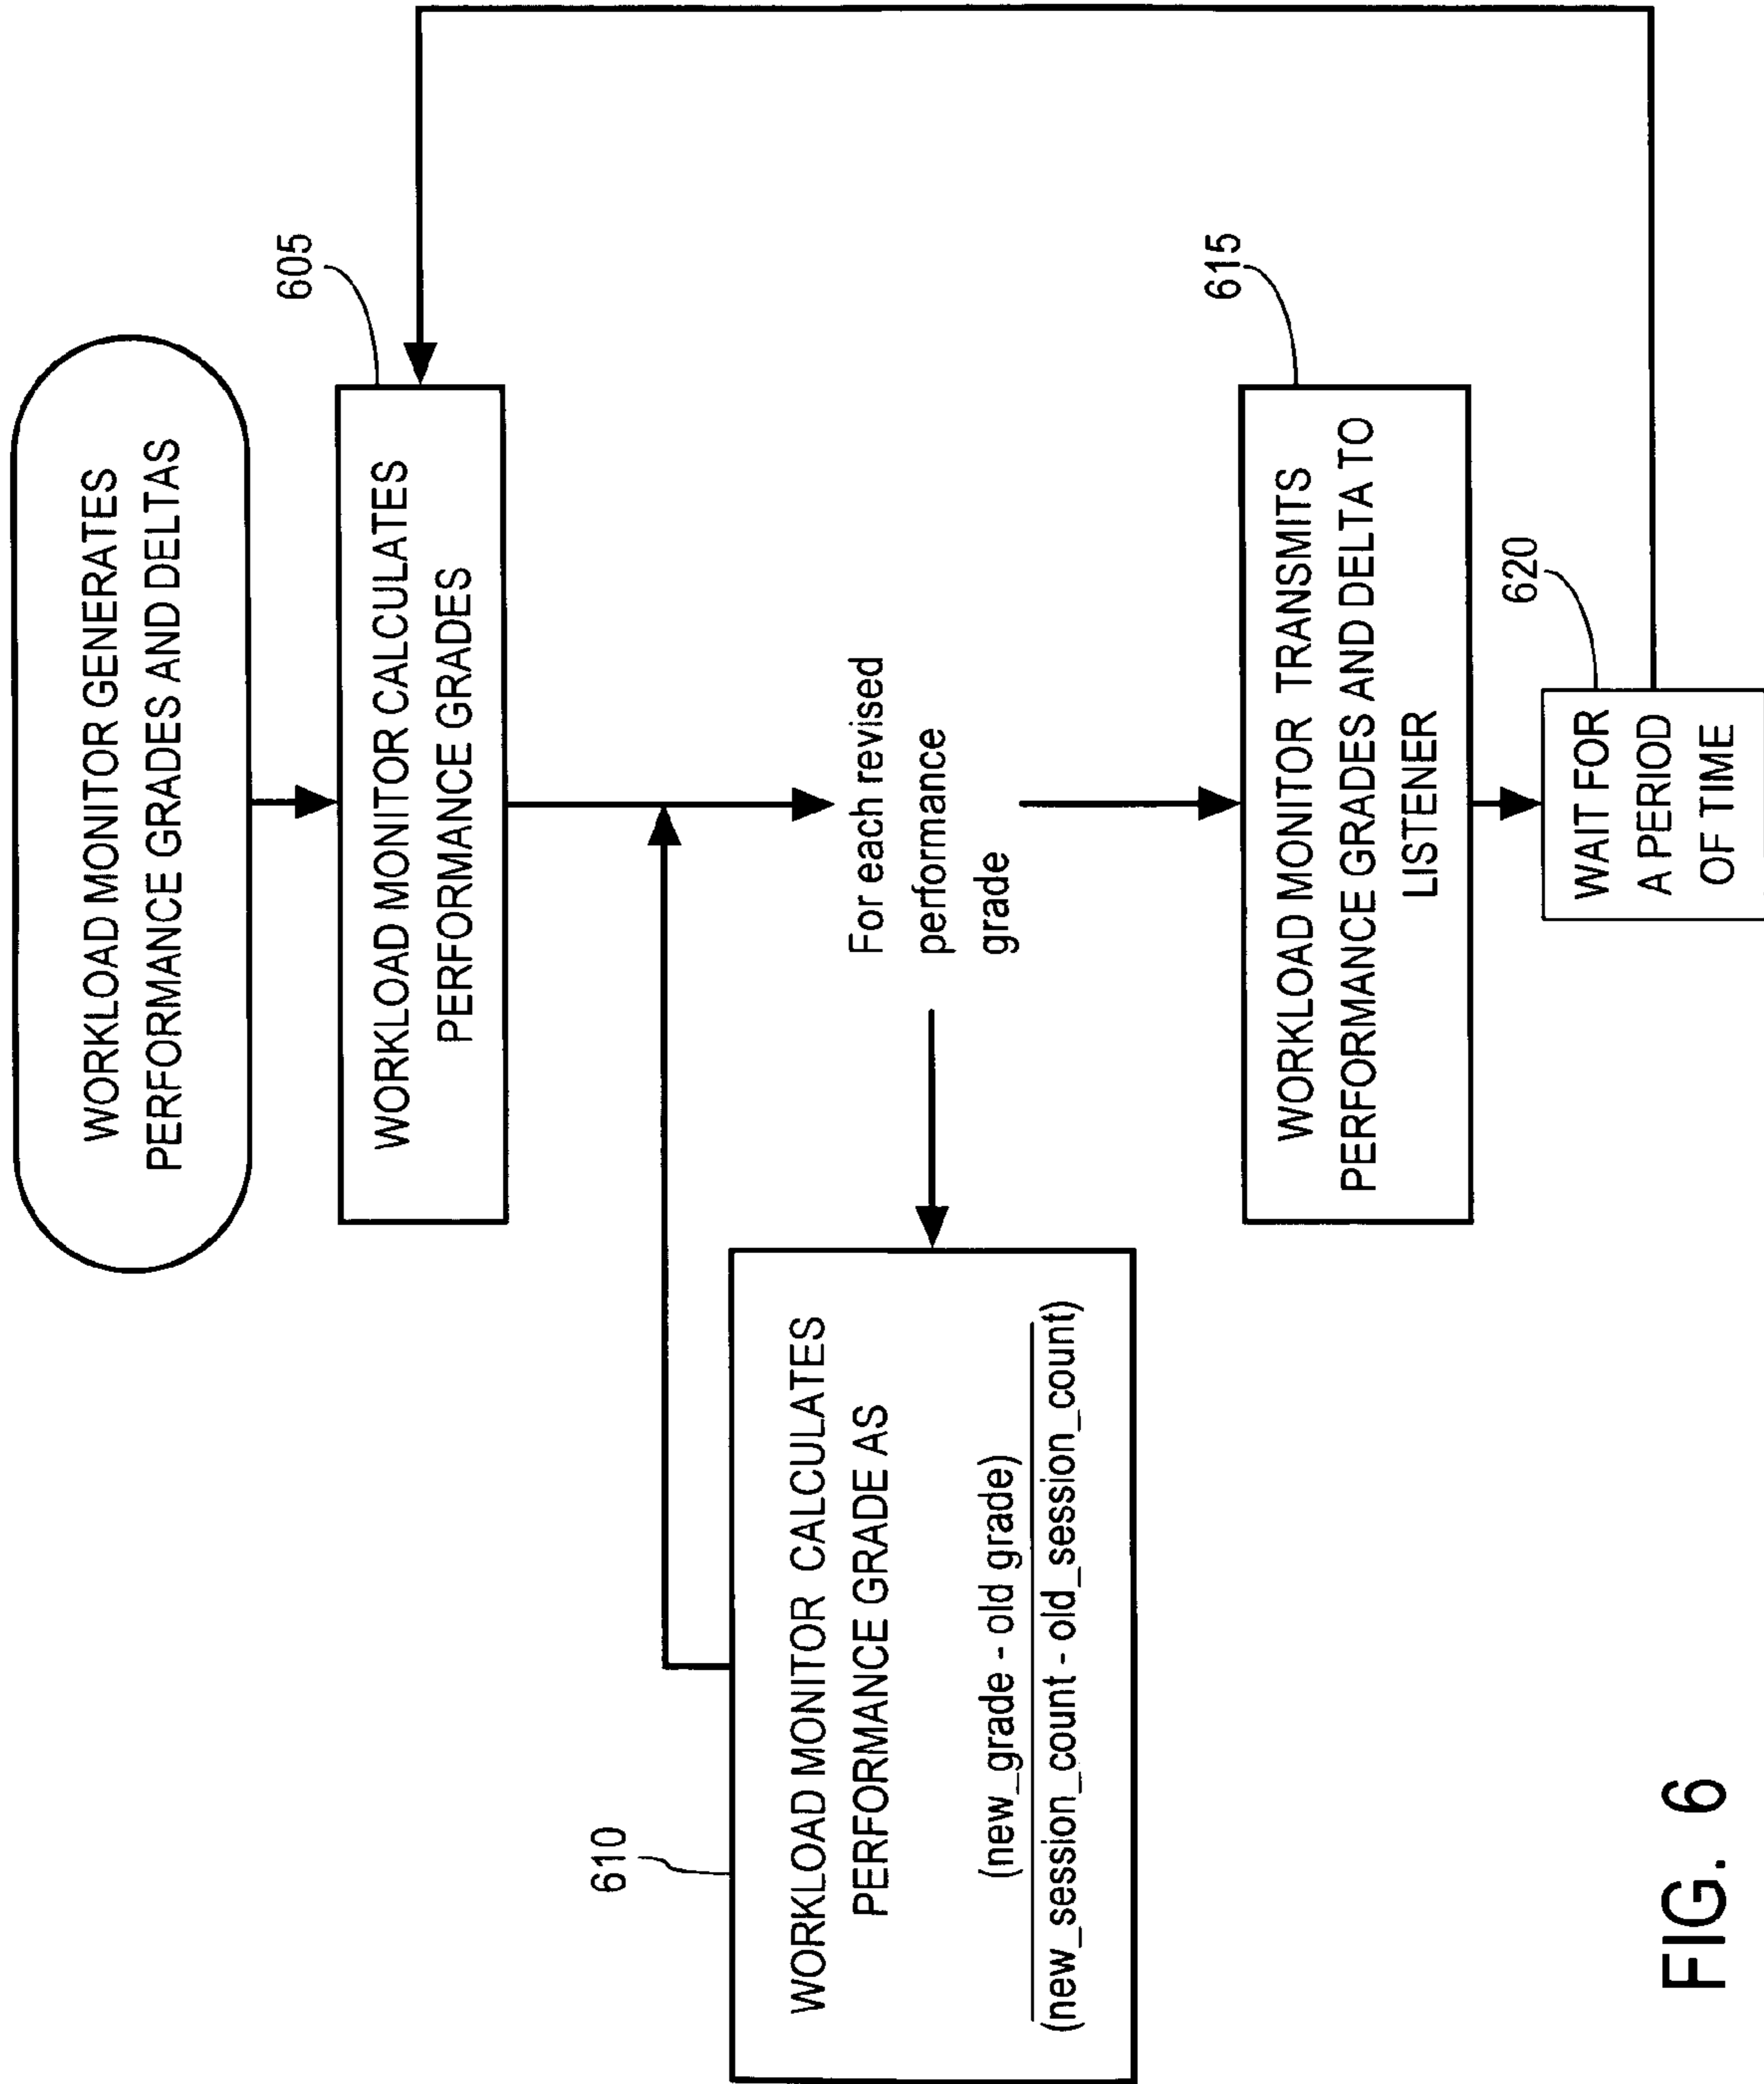 WORKLOAD MONITOR GENERATES
PERFORMANCE GRADES AND DELTAS
605
WORKLOAD MONITOR CALCULATES
PERFORMANCE GRADES
For each revised
performance
grade
610
WORKLOAD MONITOR CALCULATES
PERFORMANCE GRADE AS
(new_grade - old grade)
(new_session_count - old_session_count)
615
WORKLOAD MONITOR TRANSMITS
PERFORMANCE GRADES AND DELTA TO
LISTENER
620
WAIT FOR
A PERIOD
OF TIME
FIG. 6